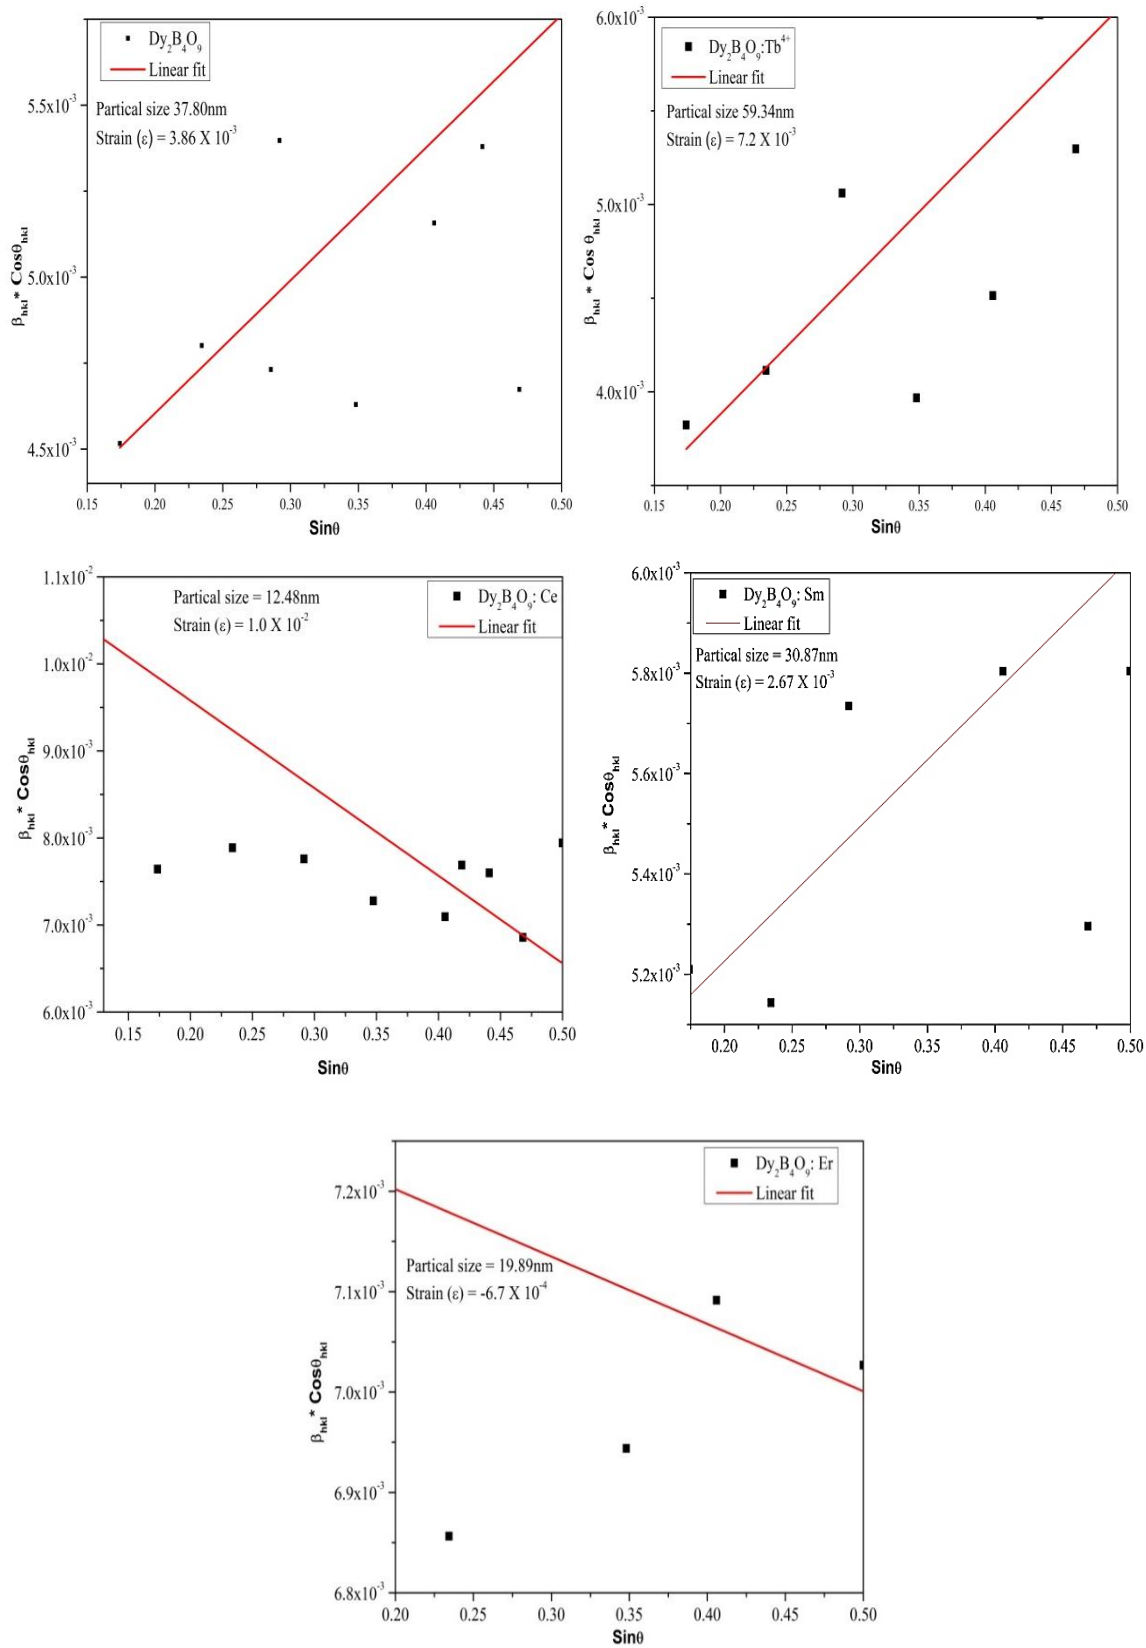 Dy₂B₄O₉
Linear fit
Partical size 37.80nm
Strain (ε) = 3.86 X 10⁻³
5.5x10⁻³
5.0x10⁻³
4.5x10⁻³
βₕₖₗ* Cosθₕₖₗ
0.15 0.20 0.25 0.30 0.35 0.40 0.45 0.50
Sinθ
6.0x10⁻³
Dy₂B₄O₉:Tb⁴⁺
Linear fit
Partical size 59.34nm
Strain (ε) = 7.2 X 10⁻³
5.0x10⁻³
4.0x10⁻³
βₕₖₗ* Cos θₕₖₗ
0.15 0.20 0.25 0.30 0.35 0.40 0.45 0.50
Sinθ
1.1x10⁻²
Partical size = 12.48nm
Strain (ε) = 1.0 X 10⁻²
Dy₂B₄O₉: Ce
Linear fit
1.0x10⁻²
9.0x10⁻³
8.0x10⁻³
7.0x10⁻³
6.0x10⁻³
βₕₖₗ* Cosθₕₖₗ
0.15 0.20 0.25 0.30 0.35 0.40 0.45 0.50
Sinθ
6.0x10⁻³
Dy₂B₄O₉: Sm
Linear fit
Partical size = 30.87nm
Strain (ε) = 2.67 X 10⁻³
5.8x10⁻³
5.6x10⁻³
5.4x10⁻³
5.2x10⁻³
βₕₖₗ* Cosθₕₖₗ
0.20 0.25 0.30 0.35 0.40 0.45 0.50
Sinθ
Dy₂B₄O₉: Er
Linear fit
7.2x10⁻³
Partical size = 19.89nm
Strain (ε) = -6.7 X 10⁻⁴
7.1x10⁻³
7.0x10⁻³
6.9x10⁻³
6.8x10⁻³
βₕₖₗ* Cosθₕₖₗ
0.20 0.25 0.30 0.35 0.40 0.45 0.50
Sinθ